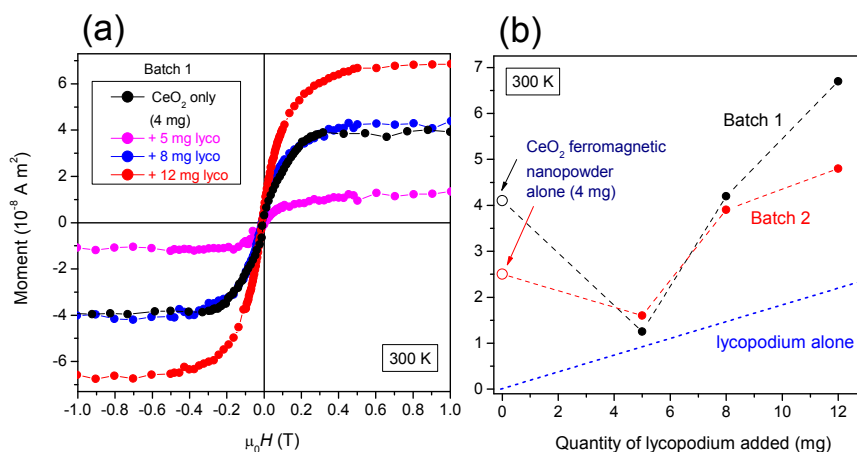 (a)
Batch 1
CeO2 only
(4 mg)
+ 5 mg lyco
+ 8 mg lyco
+ 12 mg lyco
300 K
Moment (10-8 A m2)
6
4
2
0
-2
-4
-6
-1.0 -0.8 -0.6 -0.4 -0.2 0.0 0.2 0.4 0.6 0.8 1.0
μ0H (T)
(b)
300 K
Batch 1
CeO2 ferromagnetic
nanopowder
alone (4 mg)
Batch 2
lycopodium alone
7
6
5
4
3
2
1
0
0 2 4 6 8 10 12
Quantity of lycopodium added (mg)